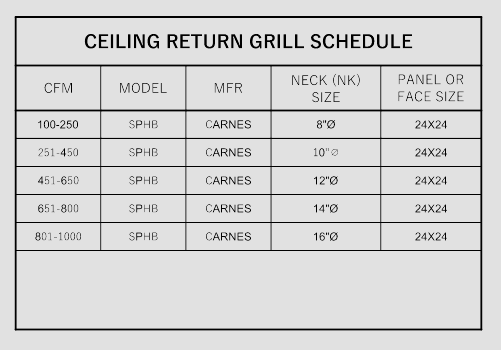 CEILING RETURN GRILL SCHEDULE
CFM MODEL MFR NECK (NK) SIZE PANEL OR FACE SIZE
100-250 SPHB CARNES 8"Ø 24X24
251-450 SPHB CARNES 10"Ø 24X24
451-650 SPHB CARNES 12"Ø 24X24
651-800 SPHB CARNES 14"Ø 24X24
801-1000 SPHB CARNES 16"Ø 24X24